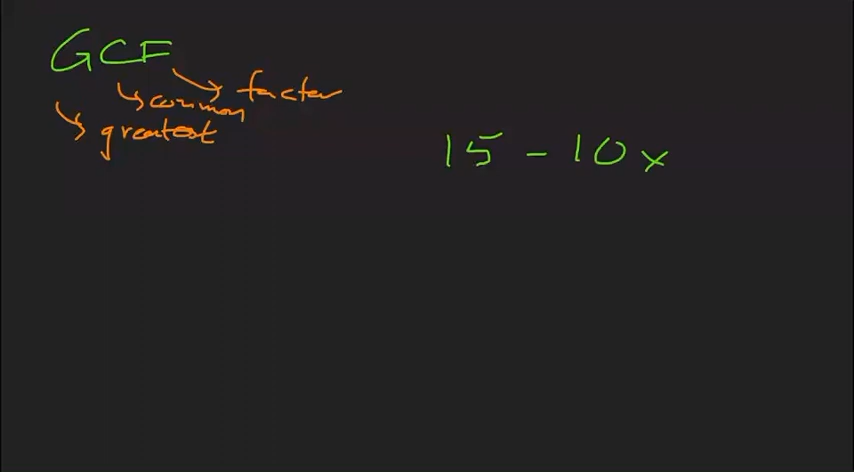 GCF
factor
common
greatest
15 - 10x